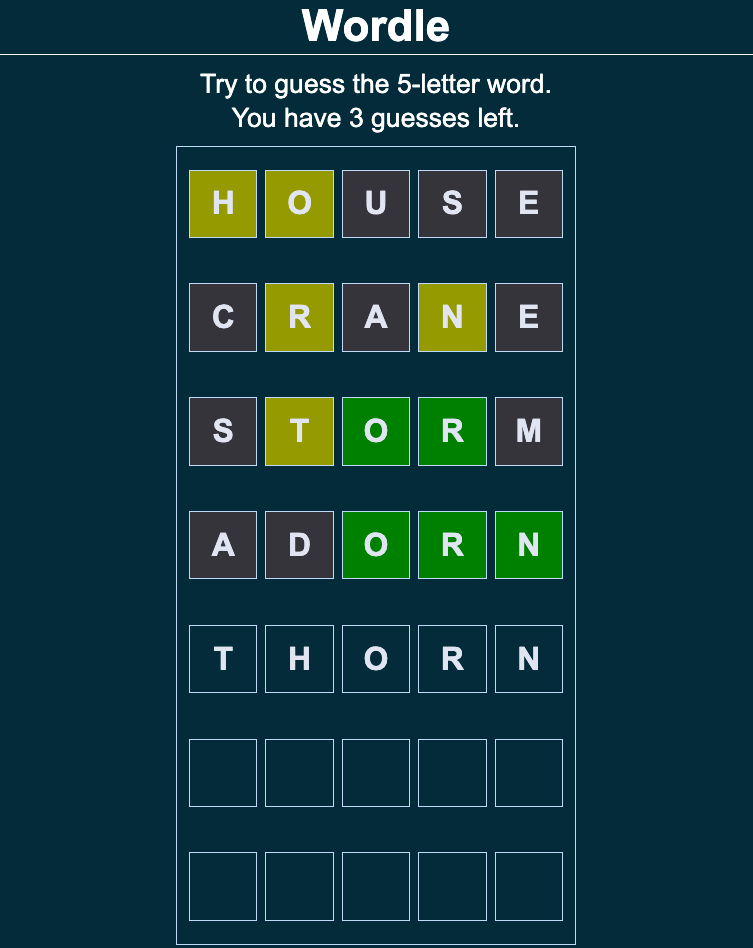 Wordle
Try to guess the 5-letter word.
You have 3 guesses left.
H O U S E
C R A N E
S T O R M
A D O R N
T H O R N